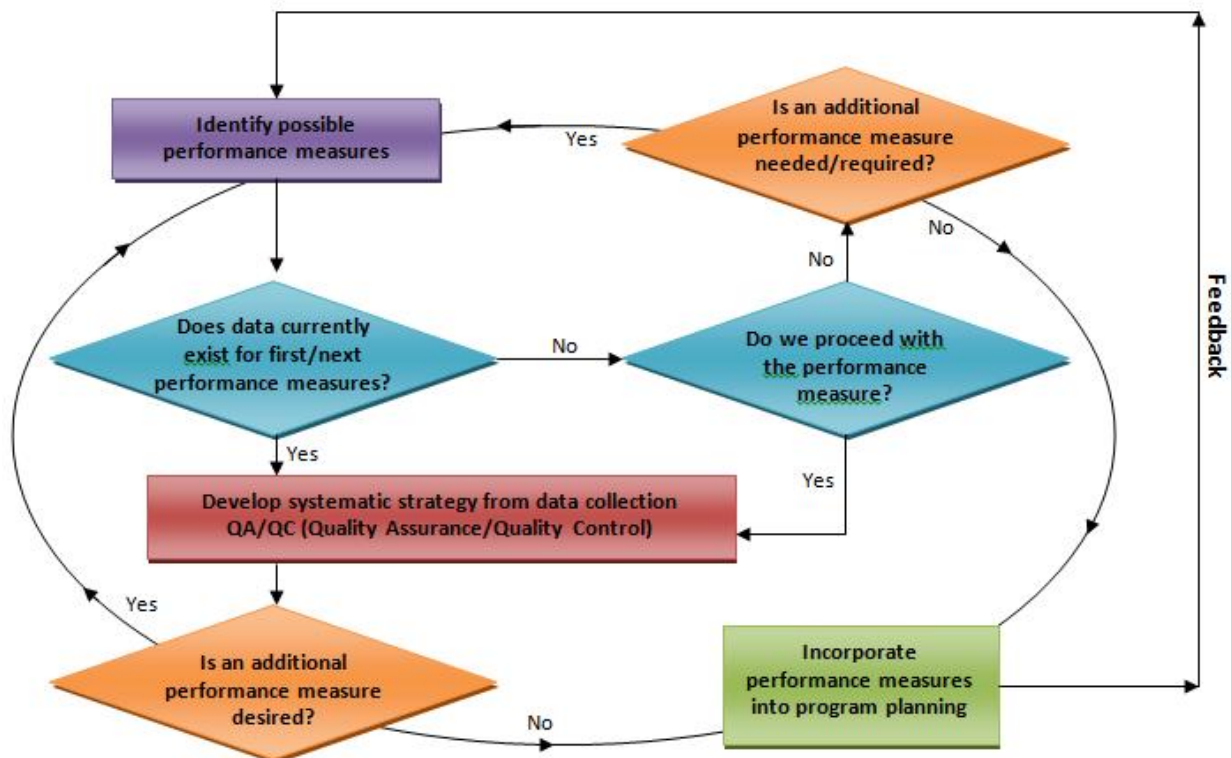 Identify possible
performance measures
Is an additional
performance measure
needed/required?
Yes
No
No
Does data currently
exist for first/next
performance measures?
No
Do we proceed with
the performance
measure?
Feedback
Yes
Yes
Develop systematic strategy from data collection
QA/QC (Quality Assurance/Quality Control)
Yes
Is an additional
performance measure
desired?
No
Incorporate
performance measures
into program planning